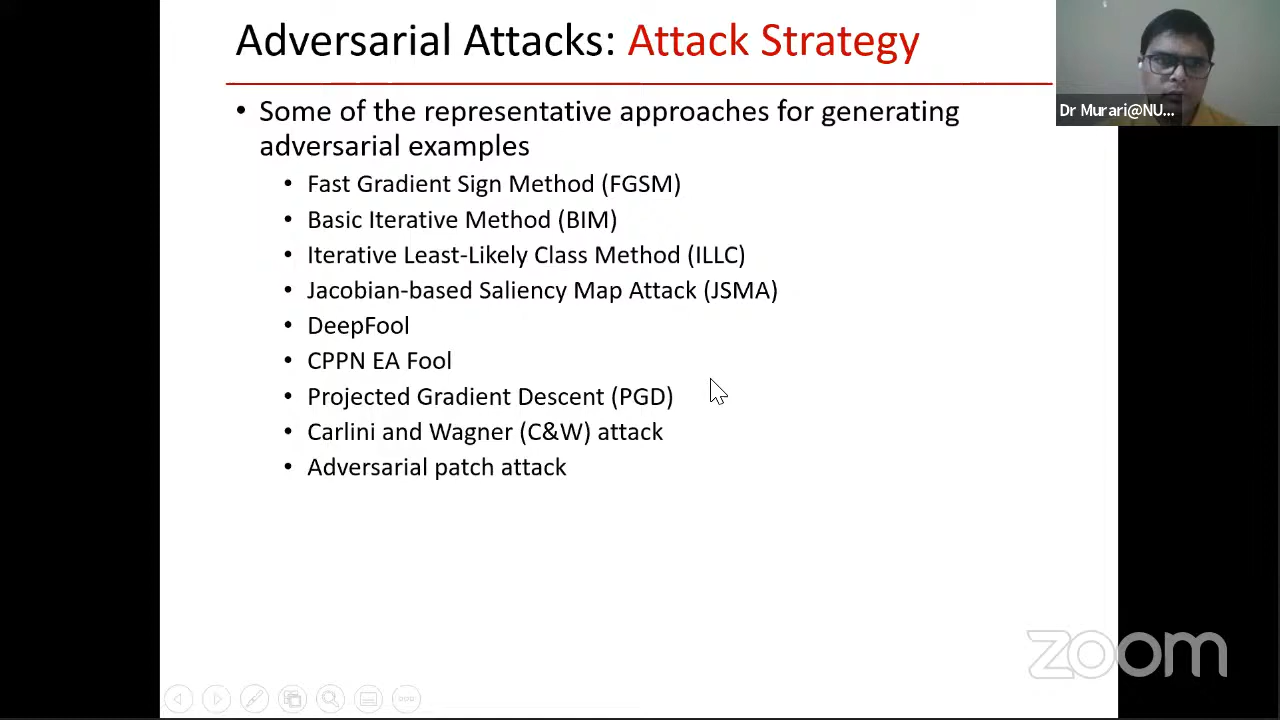 Adversarial Attacks: Attack Strategy
• Some of the representative approaches for generating
adversarial examples
• Fast Gradient Sign Method (FGSM)
• Basic Iterative Method (BIM)
• Iterative Least-Likely Class Method (ILLC)
• Jacobian-based Saliency Map Attack (JSMA)
• DeepFool
• CPPN EA Fool
• Projected Gradient Descent (PGD)
• Carlini and Wagner (C&W) attack
• Adversarial patch attack
Dr Murari@NU...
zoom